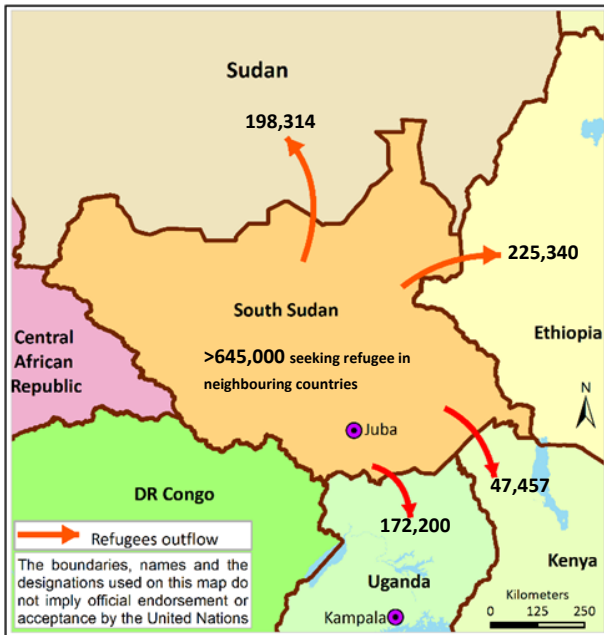 Sudan
198,314
225,340
South Sudan
>645,000 seeking refugee in
neighbouring countries
Central
African
Republic
Ethiopia
N
Juba
DR Congo
47,457
172,200
Refugees outflow
The boundaries, names and the
designations used on this map do
not imply official endorsement or
acceptance by the United Nations
Uganda
Kampala
Kenya
Kilometers
0 125 250